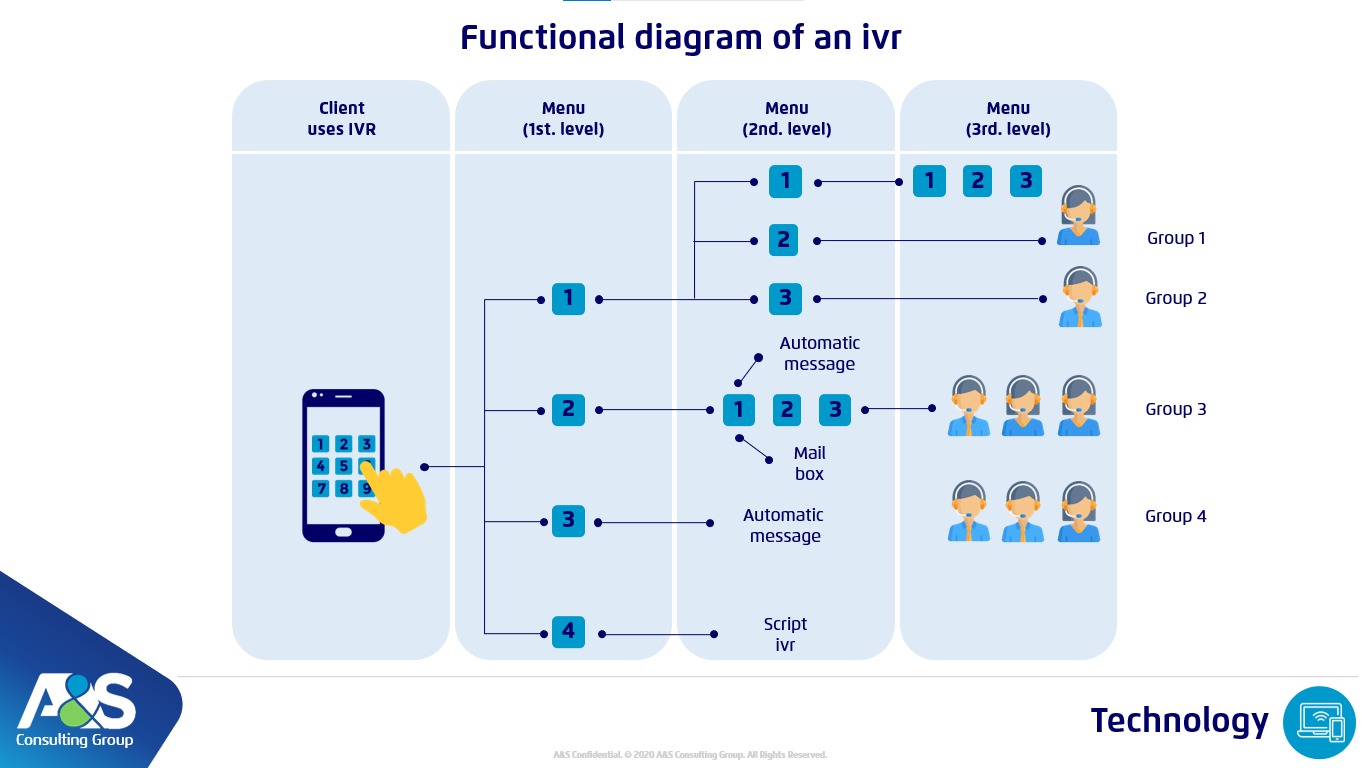 Functional diagram of an ivr
Client
uses IVR
Menu
(1st. level)
Menu
(2nd. level)
Menu
(3rd. level)
1
1 2 3
2
Group 1
1
3
Group 2
Automatic
message
2
1 2 3
Group 3
Mail
box
1 2 3
4 5
7 8 9
3
Automatic
message
Group 4
4
Script
ivr
A&S
Consulting Group
Technology
A&S Confidential. © 2020 A&S Consulting Group. All Rights Reserved.